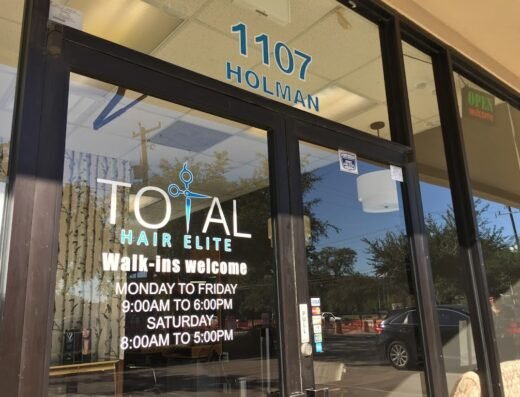 1107
HOLMAN
OPEN
TOTAL
HAIR ELITE
Walk-ins welcome
MONDAY TO FRIDAY
9:00AM TO 6:00PM
SATURDAY
8:00AM TO 5:00PM